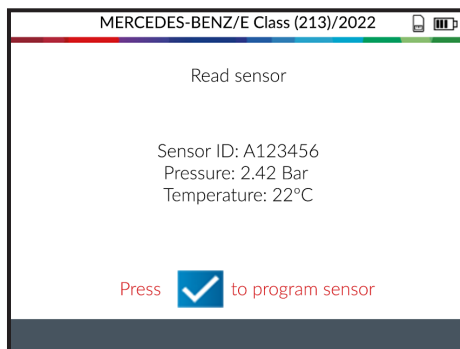 MERCEDES-BENZ/E Class (213)/2022
Read sensor
Sensor ID: A123456
Pressure: 2.42 Bar
Temperature: 22°C
Press to program sensor